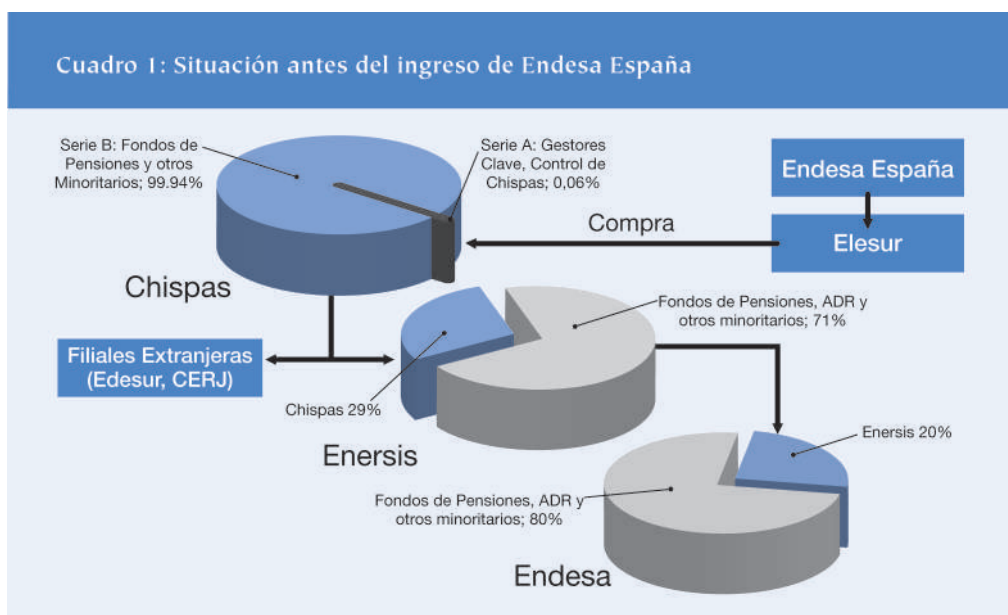 Cuadro 1: Situación antes del ingreso de Endesa España
Serie B: Fondos de
Pensiones y otros
Minoritarios; 99.94%
Serie A: Gestores
Clave, Control de
Chispas; 0,06%
Endesa España
Compra
Elesur
Chispas
Fondos de Pensiones, ADR y
otros minoritarios; 71%
Filiales Extranjeras
(Edesur, CERJ)
Chispas 29%
Enersis
Enersis 20%
Fondos de Pensiones, ADR y
otros minoritarios; 80%
Endesa